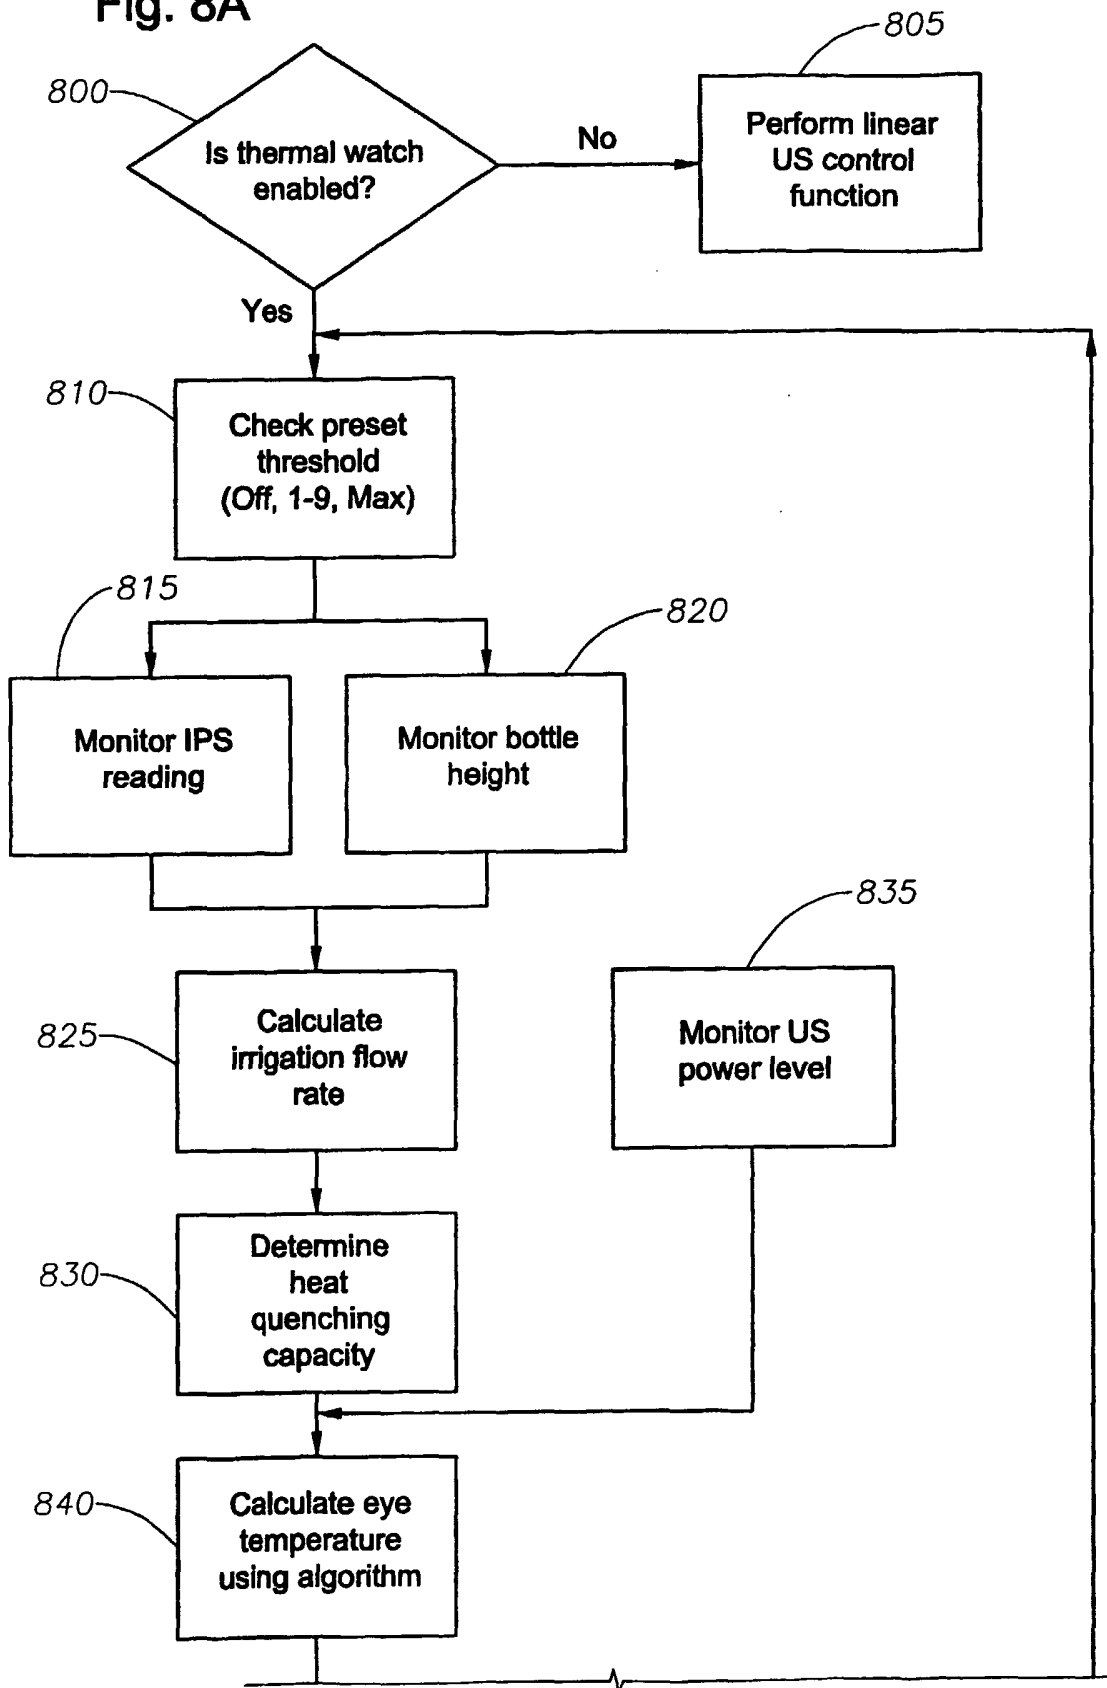 Fig. 8A
805
800
Is thermal watch
enabled?
No
Perform linear
US control
function
Yes
810
Check preset
threshold
(Off, 1-9, Max)
815
820
Monitor IPS
reading
Monitor bottle
height
835
825
Calculate
irrigation flow
rate
Monitor US
power level
830
Determine
heat
quenching
capacity
840
Calculate eye
temperature
using algorithm